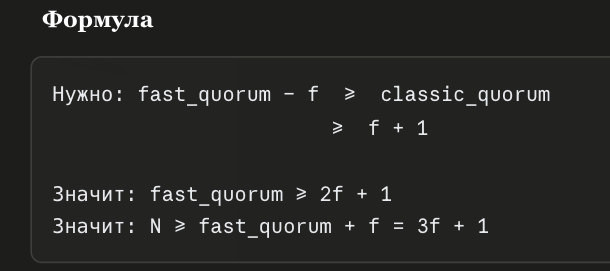 Формула
Нужно: fast_quorum − f ⩾ classic_quorum
⩾ f + 1
Значит: fast_quorum ⩾ 2f + 1
Значит: N ⩾ fast_quorum + f = 3f + 1